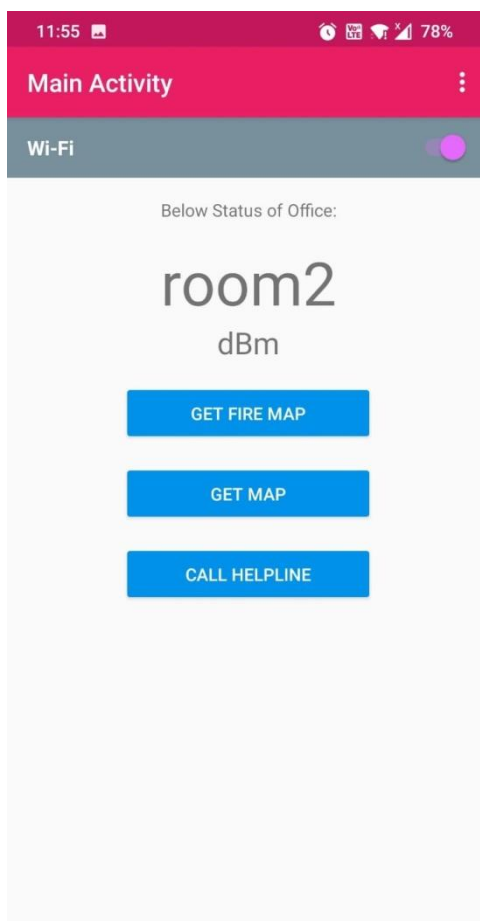 11:55 78%
Main Activity
Wi-Fi
Below Status of Office:
room2
dBm
GET FIRE MAP
GET MAP
CALL HELPLINE